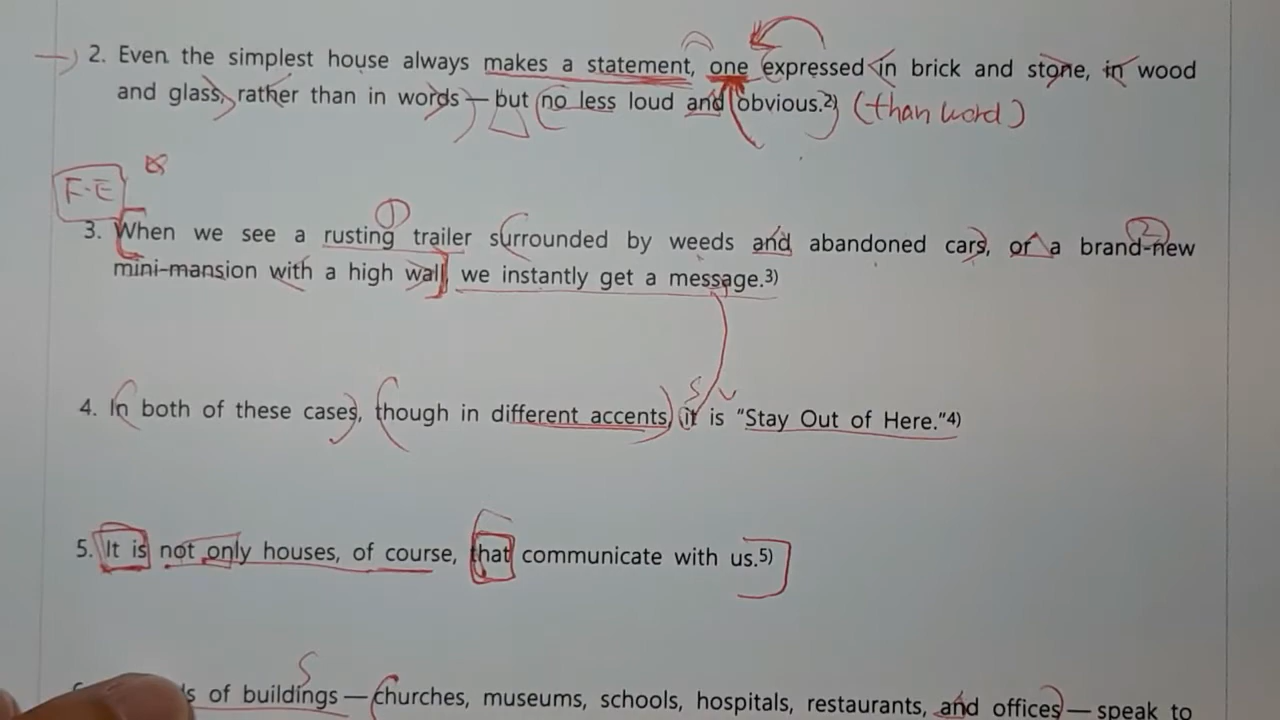 2. Even the simplest house always makes a statement, one expressed in brick and stone, in wood
and glass, rather than in words — but no less loud and obvious.2) (than word)
F-E
1
2
3. When we see a rusting trailer surrounded by weeds and abandoned cars, or a brand-new
mini-mansion with a high wall, we instantly get a message.3)
S V
4. In both of these cases, though in different accents, it is "Stay Out of Here."4)
5. It is not only houses, of course, that communicate with us.5)
S
of buildings — churches, museums, schools, hospitals, restaurants, and offices — speak to